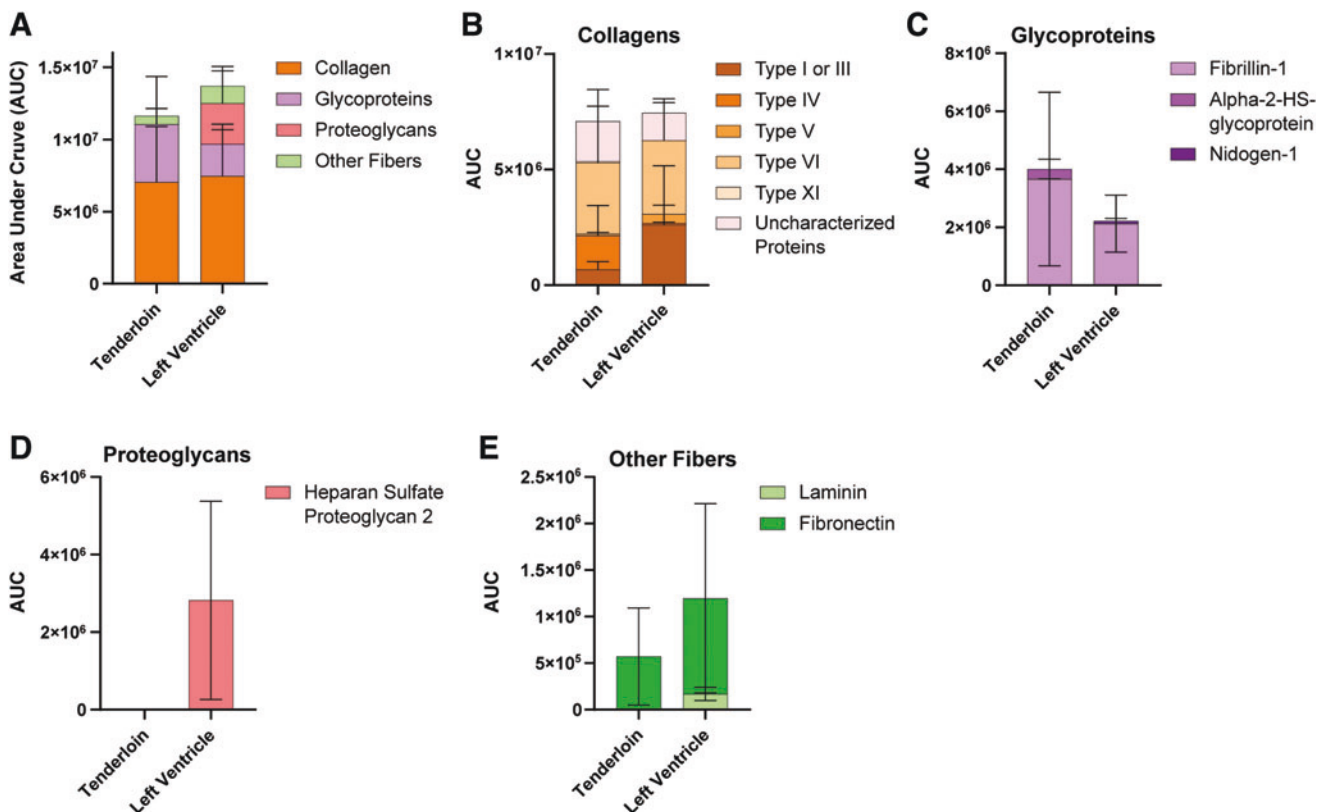 A
Area Under Cruve (AUC)
1.5×10⁷
1×10⁷
5×10⁶
0
Tenderloin
Left Ventricle
Collagen
Glycoproteins
Proteoglycans
Other Fibers
B
Collagens
AUC
1×10⁷
5×10⁶
0
Tenderloin
Left Ventricle
Type I or III
Type IV
Type V
Type VI
Type XI
Uncharacterized
Proteins
C
Glycoproteins
AUC
8×10⁶
6×10⁶
4×10⁶
2×10⁶
0
Tenderloin
Left Ventricle
Fibrillin-1
Alpha-2-HS-
glycoprotein
Nidogen-1
D
Proteoglycans
AUC
6×10⁶
4×10⁶
2×10⁶
0
Tenderloin
Left Ventricle
Heparan Sulfate
Proteoglycan 2
E
Other Fibers
AUC
2.5×10⁶
2×10⁶
1.5×10⁶
1×10⁶
5×10⁵
0
Tenderloin
Left Ventricle
Laminin
Fibronectin